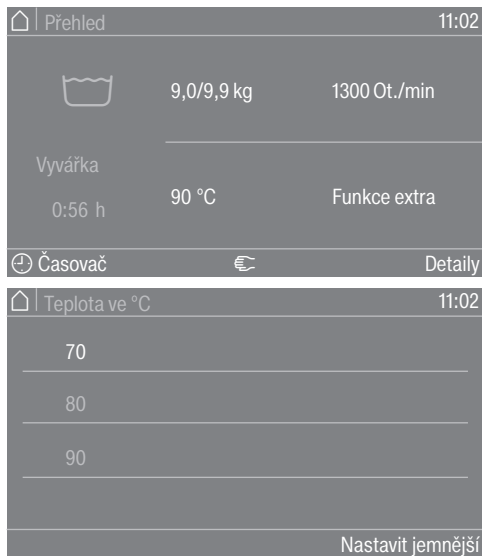 Přehled 11:02
9,0/9,9 kg 1300 Ot./min
Vyvářka
0:56 h
90 °C Funkce extra
Časovač Detaily
Teplota ve °C 11:02
70
80
90
Nastavit jemnější